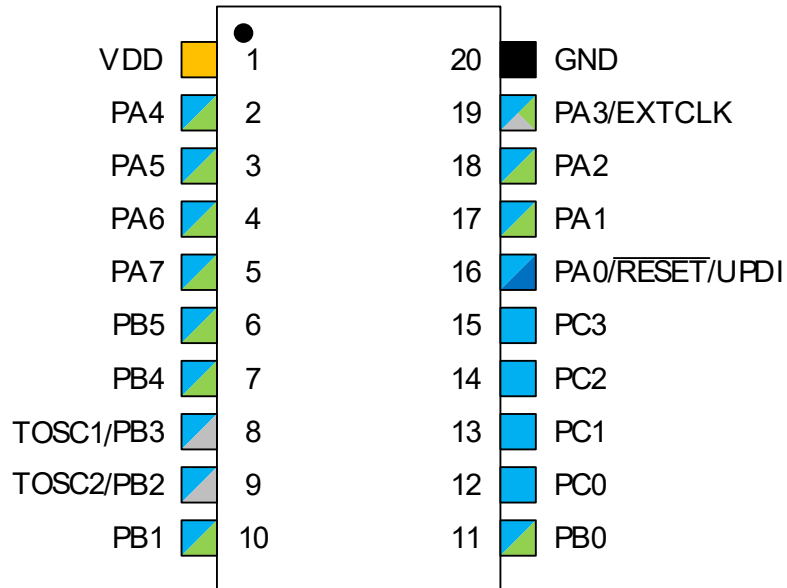 VDD 1 20 GND
PA4 2 19 PA3/EXTCLK
PA5 3 18 PA2
PA6 4 17 PA1
PA7 5 16 PA0/RESET/UPDI
PB5 6 15 PC3
PB4 7 14 PC2
TOSC1/PB3 8 13 PC1
TOSC2/PB2 9 12 PC0
PB1 10 11 PB0